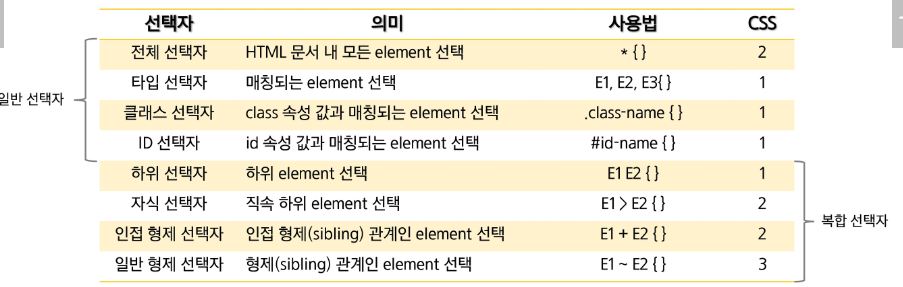 선택자 의미 사용법 CSS
전체 선택자 HTML 문서 내 모든 element 선택 * { } 2
타입 선택자 매칭되는 element 선택 E1, E2, E3{ } 1
일반 선택자
클래스 선택자 class 속성 값과 매칭되는 element 선택 .class-name { } 1
ID 선택자 id 속성 값과 매칭되는 element 선택 #id-name { } 1
하위 선택자 하위 element 선택 E1 E2 { } 1
자식 선택자 직속 하위 element 선택 E1 > E2 { } 2
복합 선택자
인접 형제 선택자 인접 형제(sibling) 관계인 element 선택 E1 + E2 { } 2
일반 형제 선택자 형제(sibling) 관계인 element 선택 E1 ~ E2 { } 3